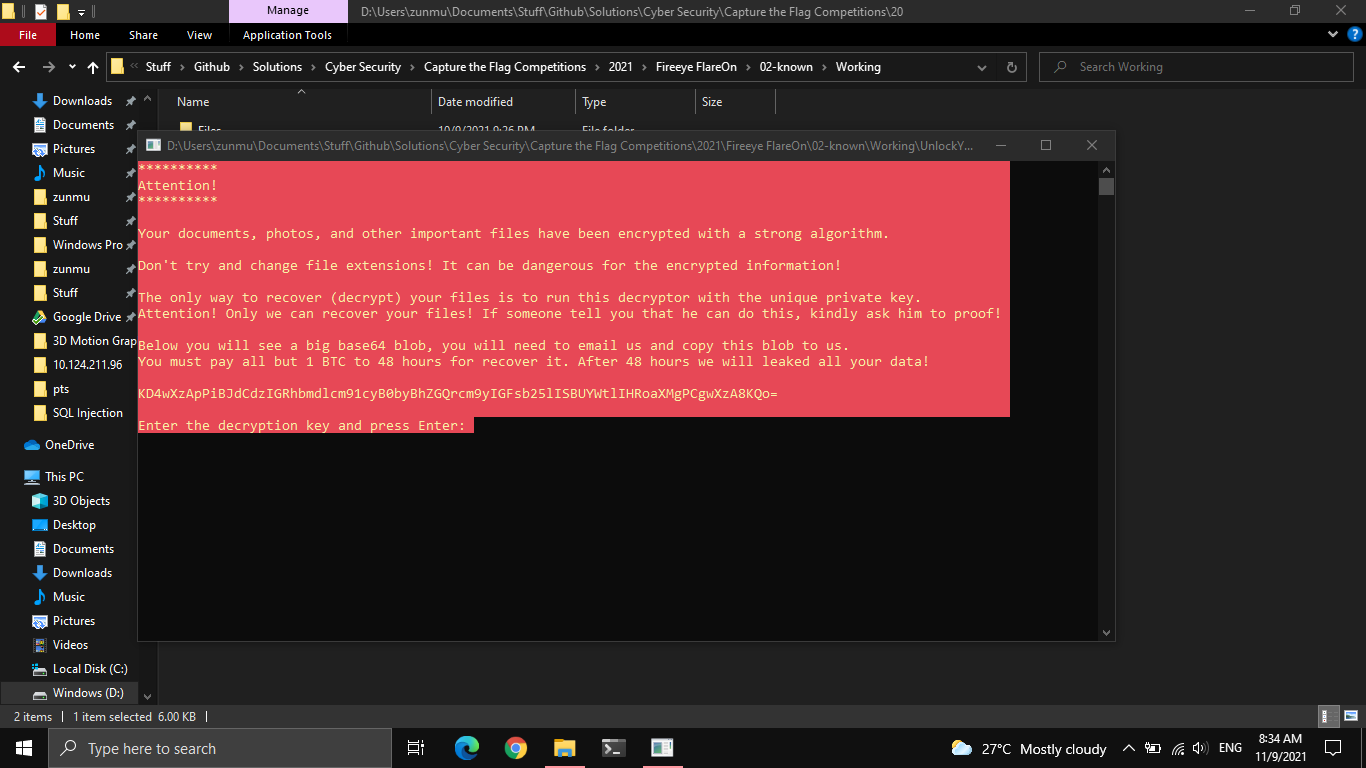 Manage
D:\Users\zunmu\Documents\Stuff\Github\Solutions\Cyber Security\Capture the Flag Competitions\20
File Home Share View Application Tools
Stuff › Github › Solutions › Cyber Security › Capture the Flag Competitions › 2021 › Fireeye FlareOn › 02-known › Working
Search Working
Name Date modified Type Size
Files 10/9/2021 9:26 PM File folder
Downloads
Documents
Pictures
Music
zunmu
Stuff
Windows Pro
zunmu
Stuff
Google Drive
3D Motion Grap
10.124.211.96
pts
SQL Injection
OneDrive
This PC
3D Objects
Desktop
Documents
Downloads
Music
Pictures
Videos
Local Disk (C:)
Windows (D:)
D:\Users\zunmu\Documents\Stuff\Github\Solutions\Cyber Security\Capture the Flag Competitions\2021\Fireeye FlareOn\02-known\Working\UnlockY...
**********
Attention!
**********
Your documents, photos, and other important files have been encrypted with a strong algorithm.
Don't try and change file extensions! It can be dangerous for the encrypted information!
The only way to recover (decrypt) your files is to run this decryptor with the unique private key.
Attention! Only we can recover your files! If someone tell you that he can do this, kindly ask him to proof!
Below you will see a big base64 blob, you will need to email us and copy this blob to us.
You must pay all but 1 BTC to 48 hours for recover it. After 48 hours we will leaked all your data!
KD4wXzApPiBJdCdzIGRhbmdlcm91cyB0byBhZGQrcm9yIGFsb25lISBUYWtlIHRoaXMgPCgwXzA8KQo=
Enter the decryption key and press Enter:
2 items 1 item selected 6.00 KB
Type here to search
27°C Mostly cloudy
ENG
8:34 AM
11/9/2021